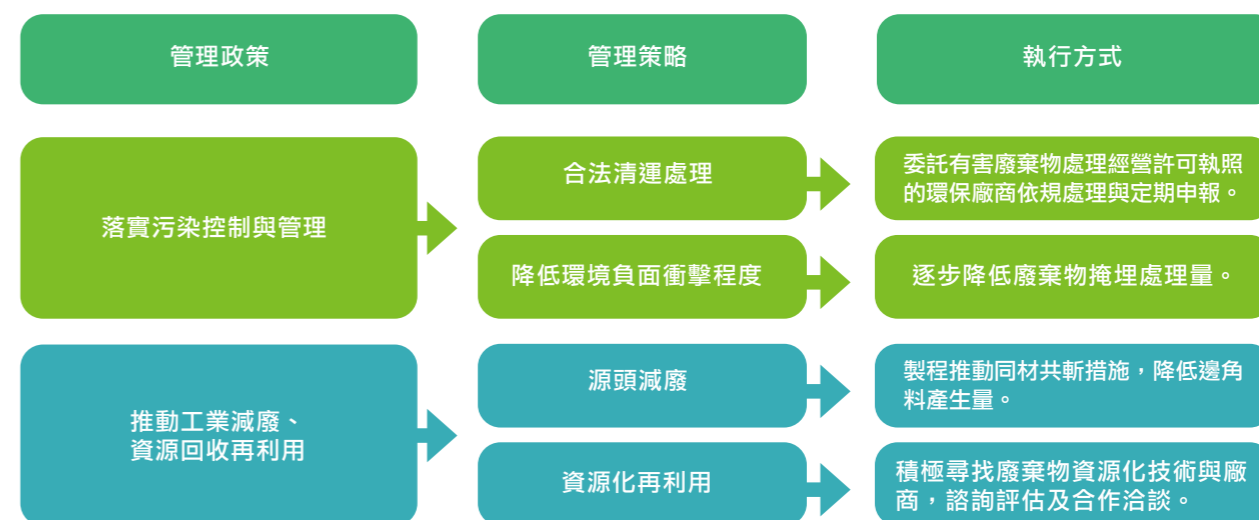 管理政策
管理策略
執行方式
落實污染控制與管理
合法清運處理
委託有害廢棄物處理經營許可執照
的環保廠商依規處理與定期申報。
降低環境負面衝擊程度
逐步降低廢棄物掩埋處理量。
推動工業減廢、
資源回收再利用
源頭減廢
製程推動同材共斬措施，降低邊角
料產生量。
資源化再利用
積極尋找廢棄物資源化技術與廠
商，諮詢評估及合作洽談。